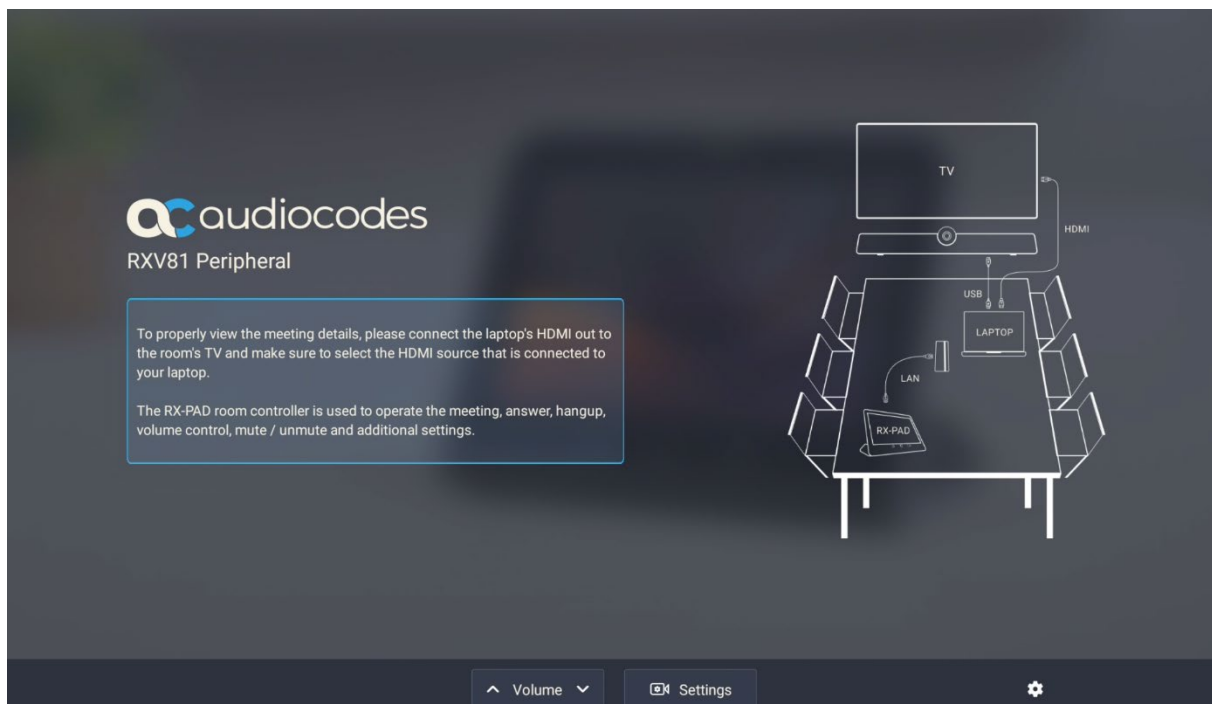 audiocodes
RXV81 Peripheral
To properly view the meeting details, please connect the laptop's HDMI out to
the room's TV and make sure to select the HDMI source that is connected to
your laptop.
The RX-PAD room controller is used to operate the meeting, answer, hangup,
volume control, mute / unmute and additional settings.
TV
HDMI
USB
LAPTOP
LAN
RX-PAD
Volume
Settings